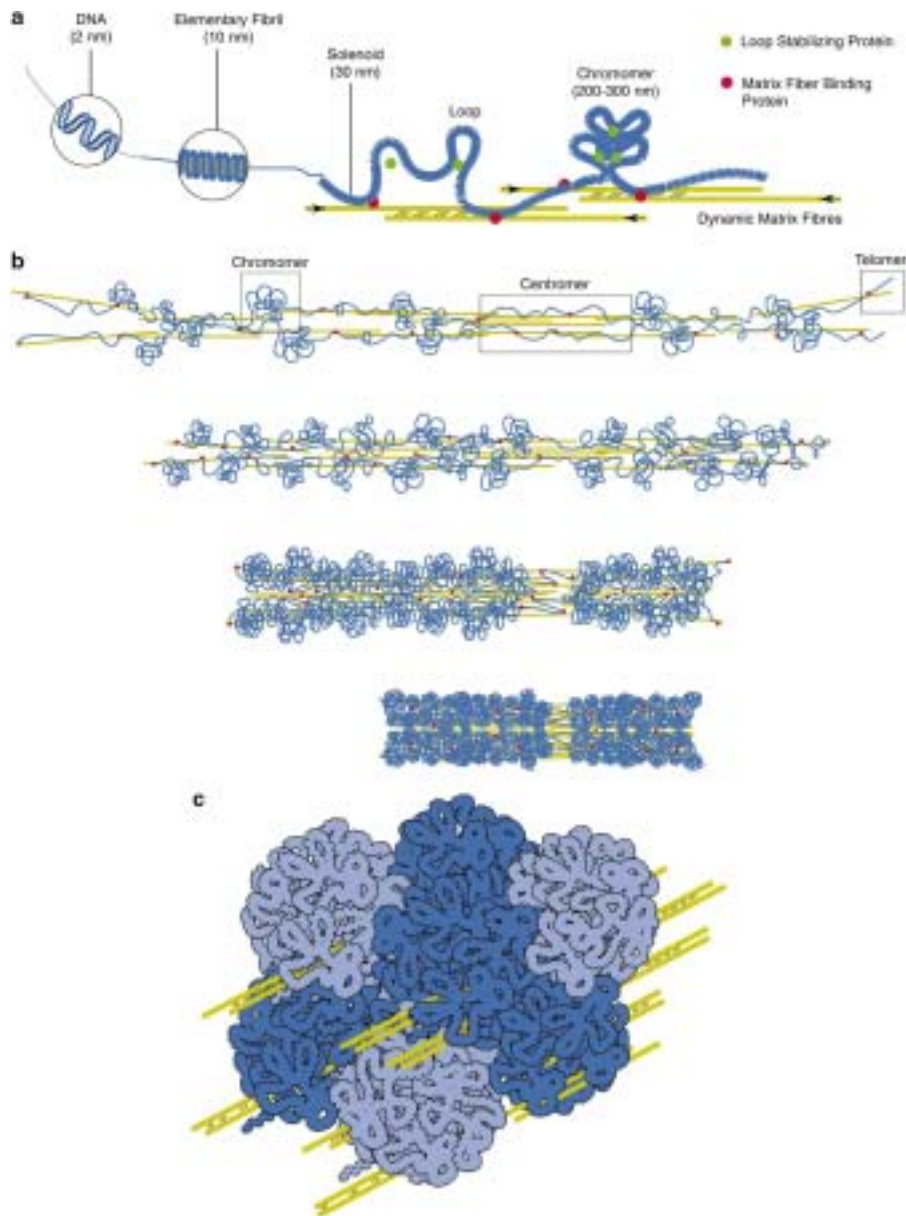 a
DNA
(2 nm)
Elementary Fibril
(10 nm)
Solenoid
(30 nm)
Loop
Chromomer
(200-300 nm)
Loop Stabilizing Protein
Matrix Fiber Binding
Protein
Dynamic Matrix Fibres
b
Chromomer
Centromer
Telomer
c